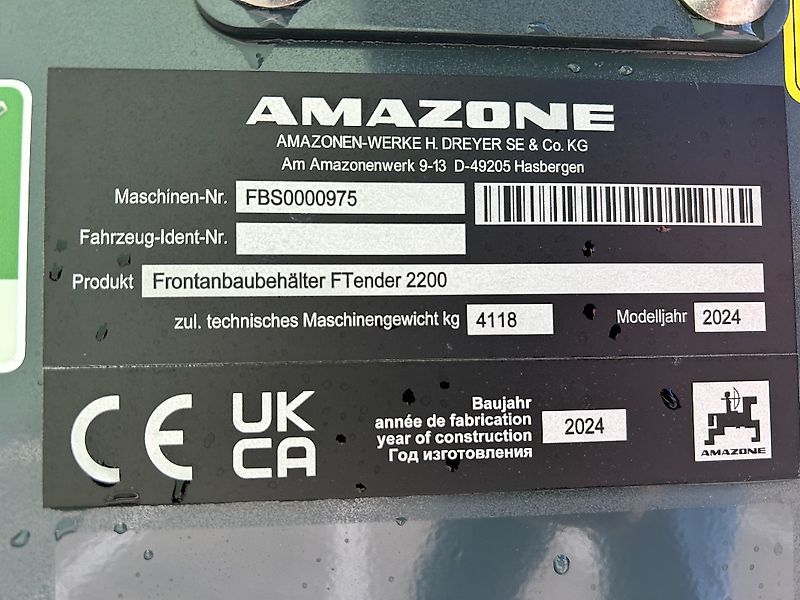 AMAZONE
AMAZONEN-WERKE H. DREYER SE & Co. KG
Am Amazonenwerk 9-13 D-49205 Hasbergen
Maschinen-Nr. FBS0000975
Fahrzeug-Ident-Nr.
Produkt Frontanbaubehälter FTender 2200
zul. technisches Maschinengewicht kg 4118 Modelljahr 2024
CE
UK
CA
Baujahr
année de fabrication
year of construction
Год изготовления
2024
AMAZONE